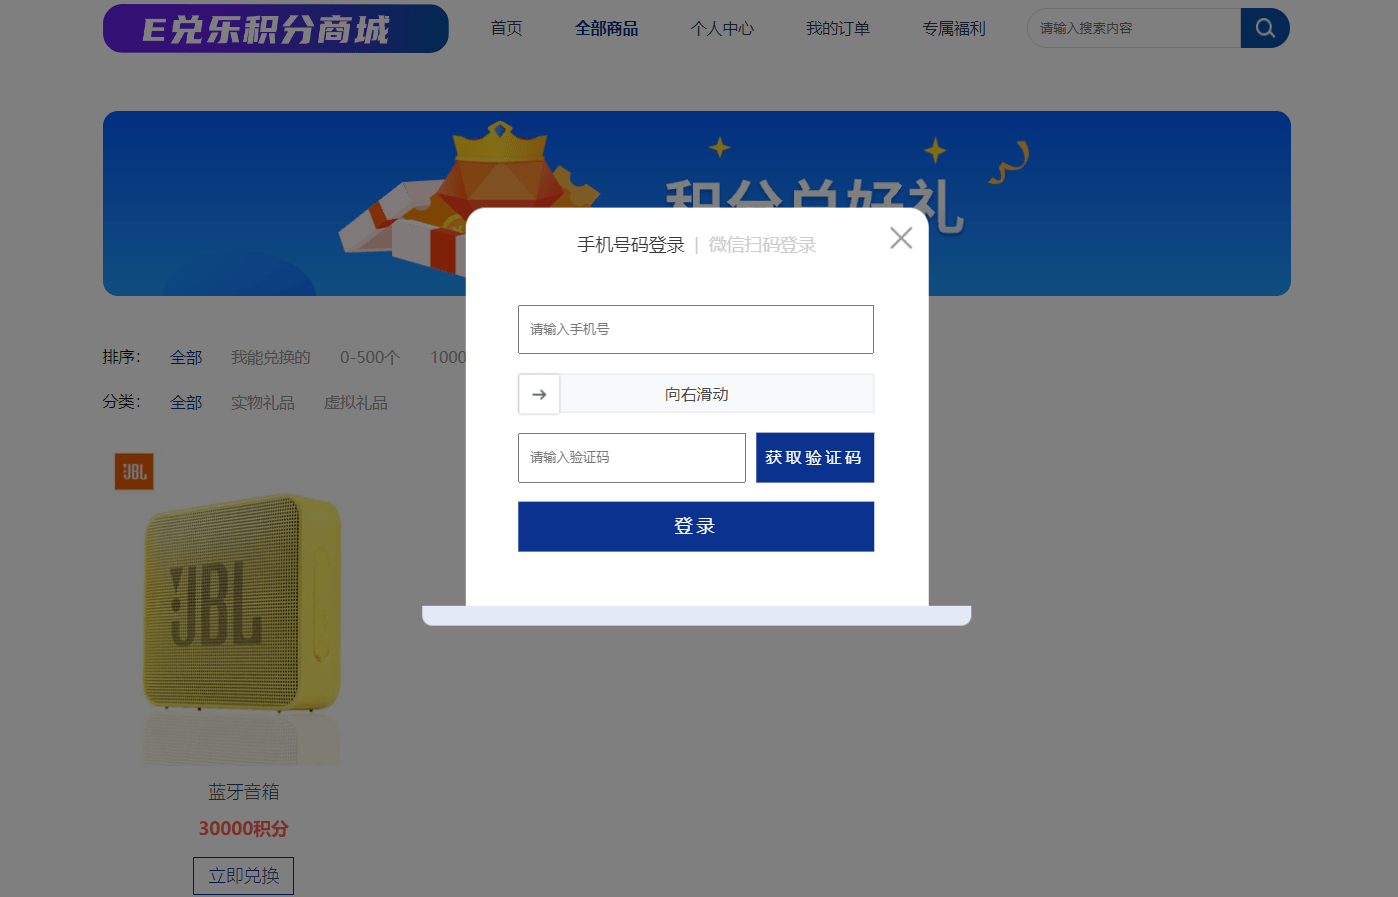 E兑乐积分商城
首页 全部商品 个人中心 我的订单 专属福利 请输入搜索内容
积分兑好礼
手机号码登录 | 微信扫码登录
请输入手机号
向右滑动
请输入验证码 获取验证码
登录
排序： 全部 我能兑换的 0-500个 1000
分类： 全部 实物礼品 虚拟礼品
JBL
JBL
蓝牙音箱
30000积分
立即兑换